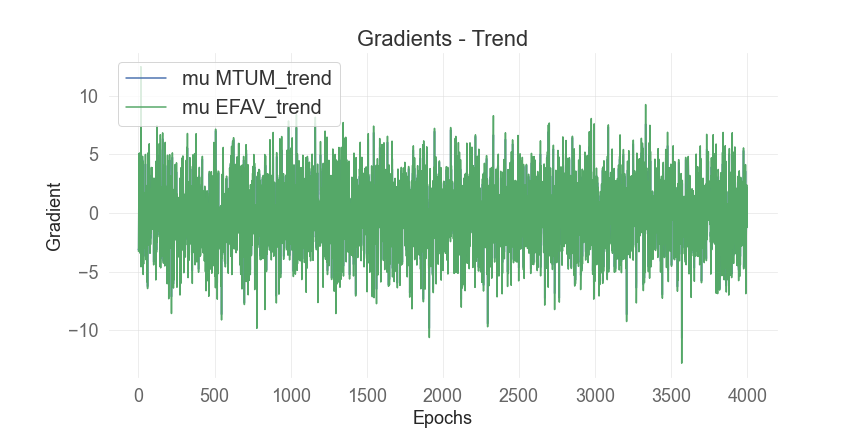 Gradients - Trend
mu MTUM_trend
mu EFAV_trend
10
5
0
−5
−10
Gradient
0 500 1000 1500 2000 2500 3000 3500 4000
Epochs